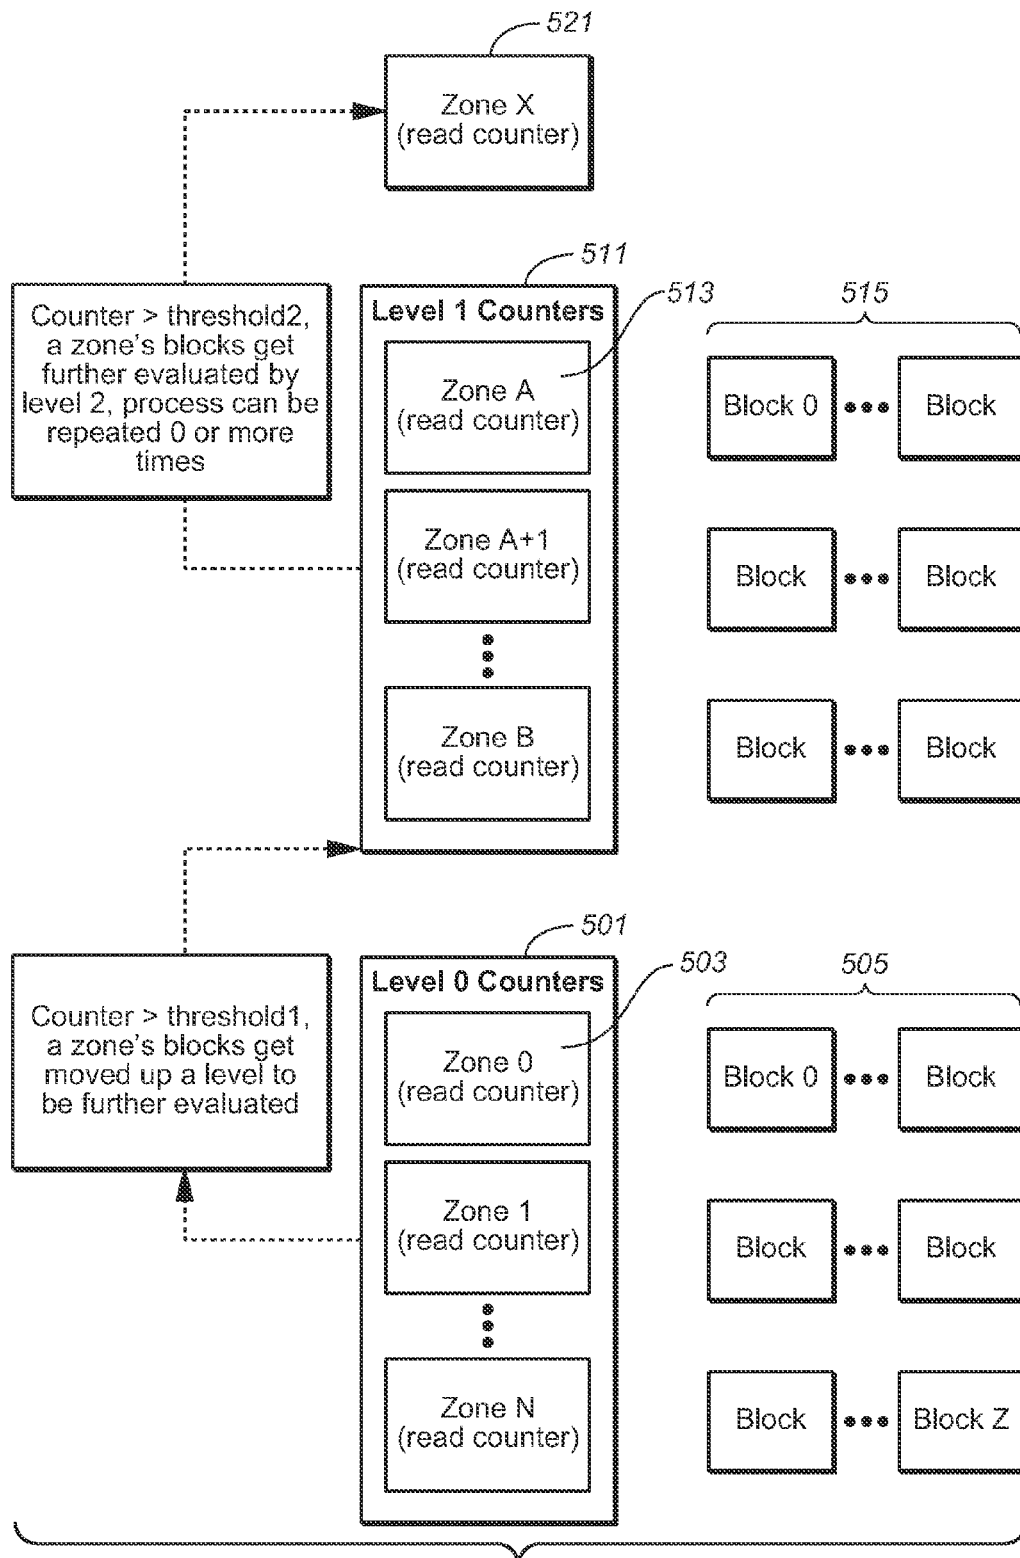 521
Zone X
(read counter)
511
Level 1 Counters
513
515
Counter > threshold2,
a zone's blocks get
further evaluated by
level 2, process can be
repeated 0 or more
times
Zone A
(read counter)
Block 0
Block
Zone A+1
(read counter)
Block
Block
Zone B
(read counter)
Block
Block
501
Level 0 Counters
503
505
Counter > threshold1,
a zone's blocks get
moved up a level to
be further evaluated
Zone 0
(read counter)
Block 0
Block
Zone 1
(read counter)
Block
Block
Zone N
(read counter)
Block
Block Z